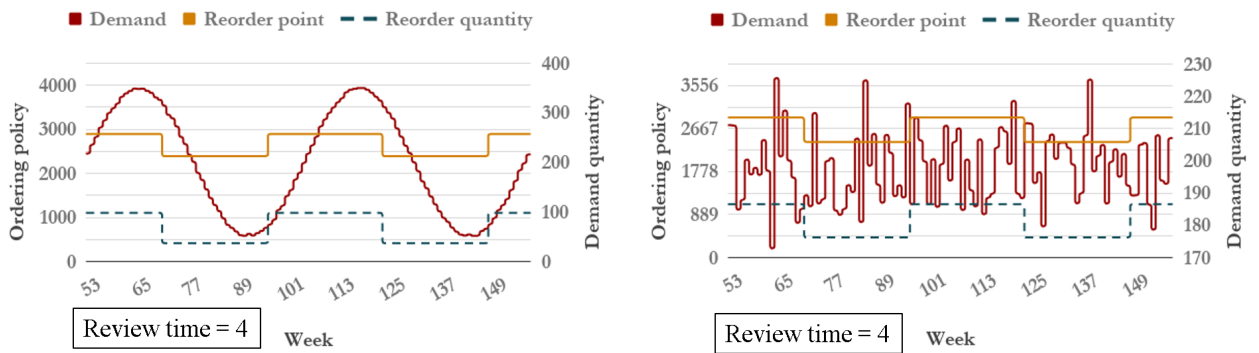 Demand Reorder point Reorder quantity
Ordering policy
4000
3000
2000
1000
0
400
300
200
100
0
Demand quantity
53 65 77 89 101 113 125 137 149
Review time = 4
Week
Demand Reorder point Reorder quantity
Ordering policy
3556
2667
1778
889
0
230
220
210
200
190
180
170
Demand quantity
53 65 77 89 101 113 125 137 149
Review time = 4
Week